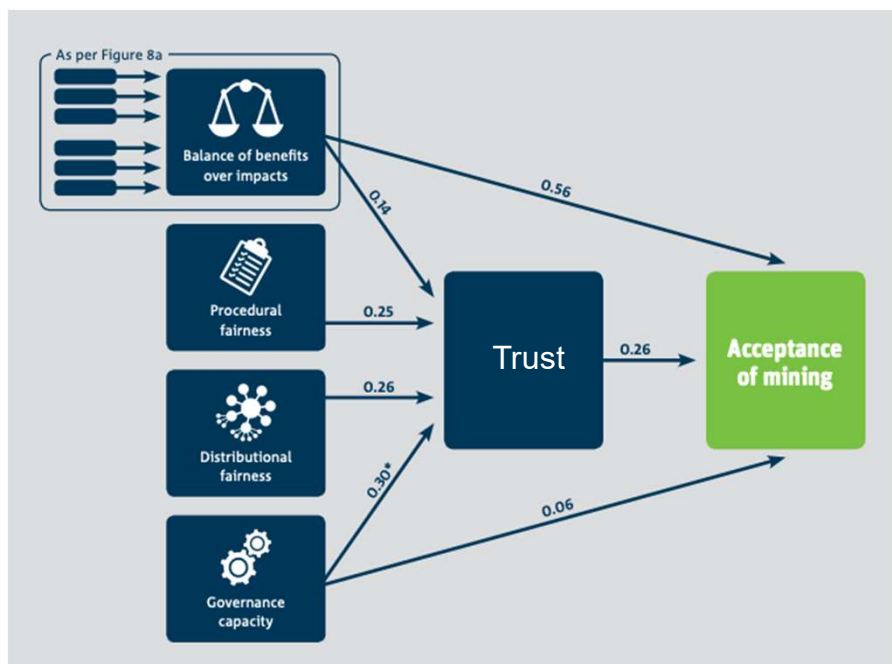 As per Figure 8a
Balance of benefits
over impacts
0.56
0.14
Procedural
fairness
0.25
Trust
0.26
Acceptance
of mining
Distributional
fairness
0.26
0.30*
0.06
Governance
capacity